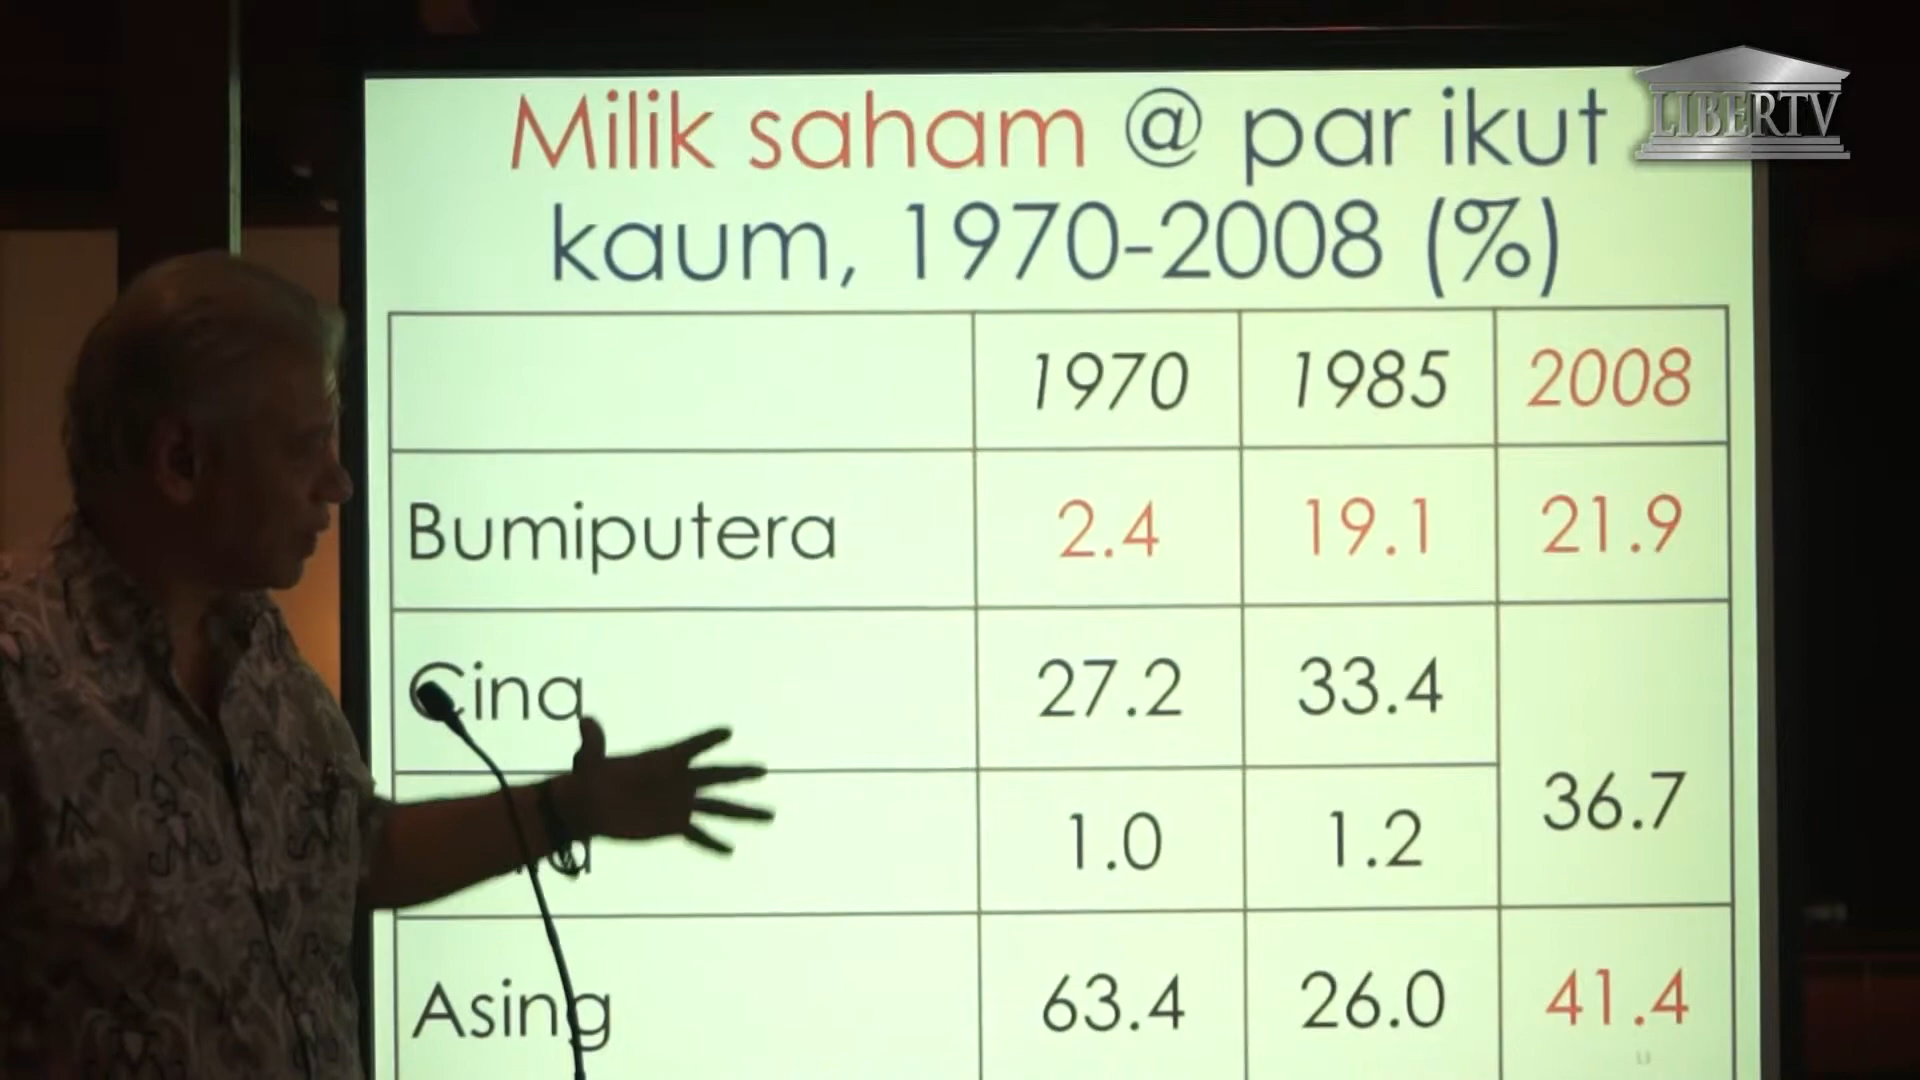 LIBERTV
Milik saham @ par ikut
kaum, 1970-2008 (%)
1970 1985 2008
Bumiputera 2.4 19.1 21.9
Cina 27.2 33.4
1.0 1.2 36.7
Asing 63.4 26.0 41.4